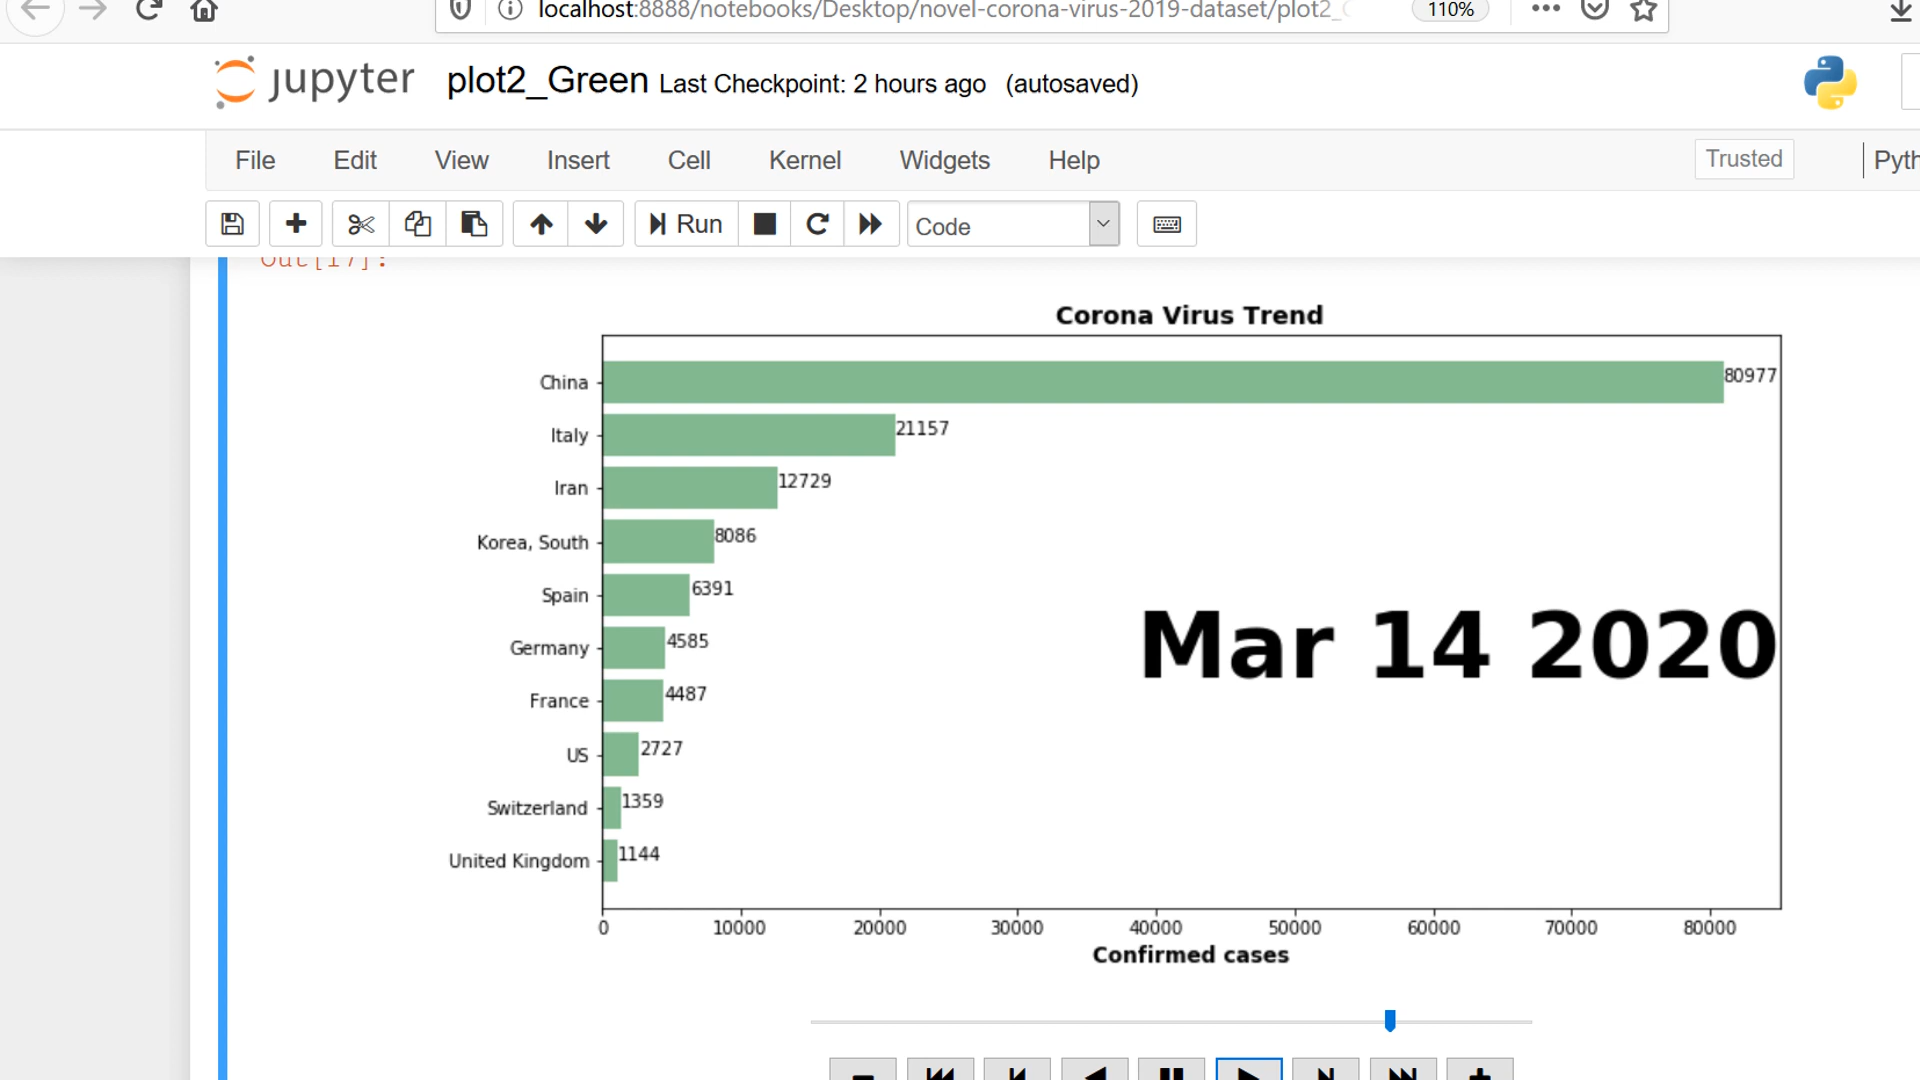 localhost:8888/notebooks/Desktop/novel-corona-virus-2019-dataset/plot2_
110%
jupyter plot2_Green Last Checkpoint: 2 hours ago (autosaved)
File Edit View Insert Cell Kernel Widgets Help Trusted Pyth
Run Code
Out[17]:
Corona Virus Trend
China 80977
Italy 21157
Iran 12729
Korea, South 8086
Spain 6391
Germany 4585
Mar 14 2020
France 4487
US 2727
Switzerland 1359
United Kingdom 1144
0 10000 20000 30000 40000 50000 60000 70000 80000
Confirmed cases